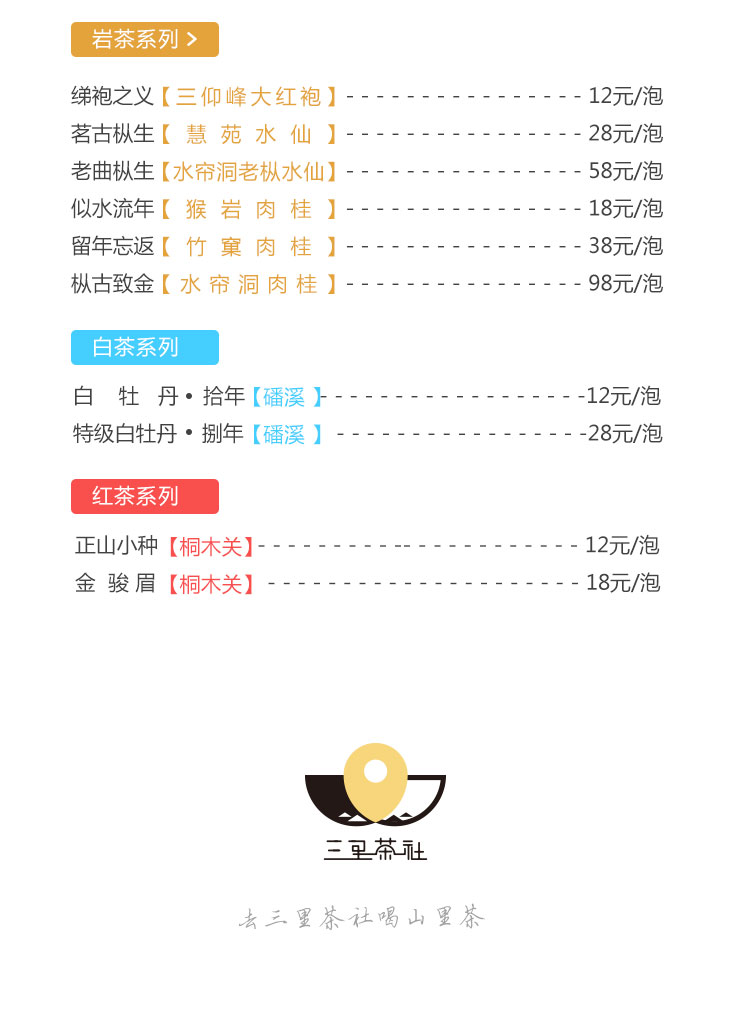 岩茶系列 >
绨袍之义【三仰峰大红袍】----------------12元/泡
茗古枞生【慧苑水仙】----------------28元/泡
老曲枞生【水帘洞老枞水仙】----------------58元/泡
似水流年【猴岩肉桂】----------------18元/泡
留年忘返【竹窠肉桂】----------------38元/泡
枞古致金【水帘洞肉桂】----------------98元/泡
白茶系列
白牡丹•拾年【磻溪】------------------12元/泡
特级白牡丹•捌年【磻溪】-----------------28元/泡
红茶系列
正山小种【桐木关】----------------------12元/泡
金骏眉【桐木关】---------------------18元/泡
三里茶社
去三里茶社喝山里茶